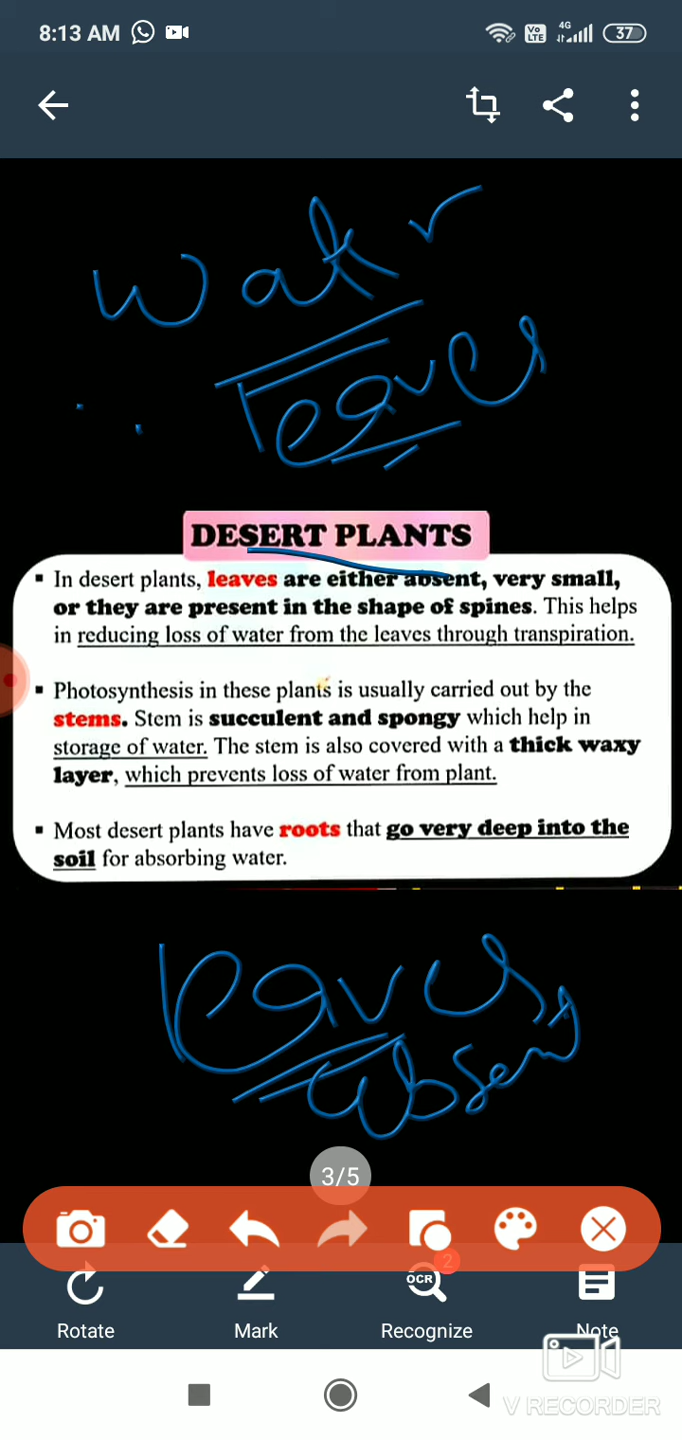 8:13 AM
Vo LTE 4G 37
Water
Leaves
DESERT PLANTS
▪ In desert plants, leaves are either absent, very small,
or they are present in the shape of spines. This helps
in reducing loss of water from the leaves through transpiration.
▪ Photosynthesis in these plants is usually carried out by the
stems. Stem is succulent and spongy which help in
storage of water. The stem is also covered with a thick waxy
layer, which prevents loss of water from plant.
▪ Most desert plants have roots that go very deep into the
soil for absorbing water.
Leaves
absent
3/5
2
OCR
Rotate Mark Recognize Note
V RECORDER